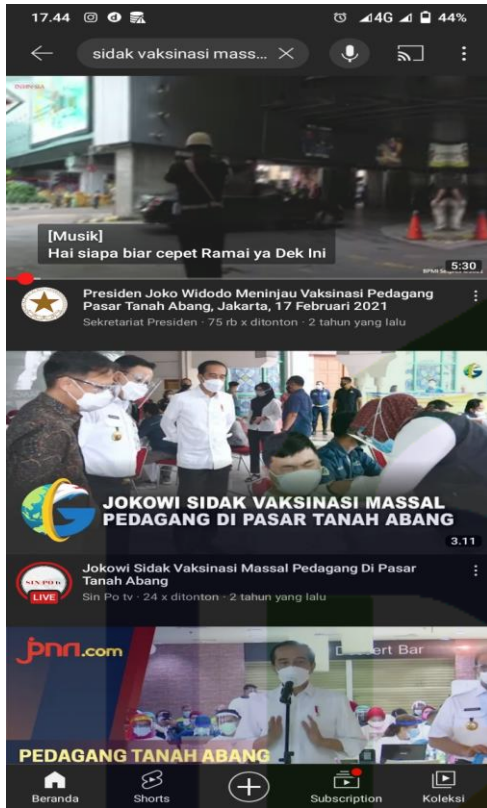 17.44
4G 44%
sidak vaksinasi mass...
[Musik]
Hai siapa biar cepet Ramai ya Dek Ini
5:30
Presiden Joko Widodo Meninjau Vaksinasi Pedagang
Pasar Tanah Abang, Jakarta, 17 Februari 2021
Sekretariat Presiden · 75 rb x ditonton · 2 tahun yang lalu
JOKOWI SIDAK VAKSINASI MASSAL
PEDAGANG DI PASAR TANAH ABANG
3.11
Jokowi Sidak Vaksinasi Massal Pedagang Di Pasar
Tanah Abang
SIN PO tv
LIVE
Sin Po tv · 24 x ditonton · 2 tahun yang lalu
jpnn.com
Dessert Bar
PEDAGANG TANAH ABANG
Beranda
Shorts
Subscription
Koleksi